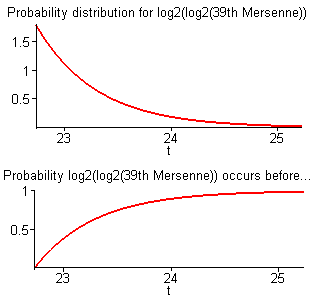 Probability distribution for log2(log2(39th Mersenne))
1.5
1
0.5
23
24
25
t
Probability log2(log2(39th Mersenne)) occurs before...
1
0.5
23
24
25
t